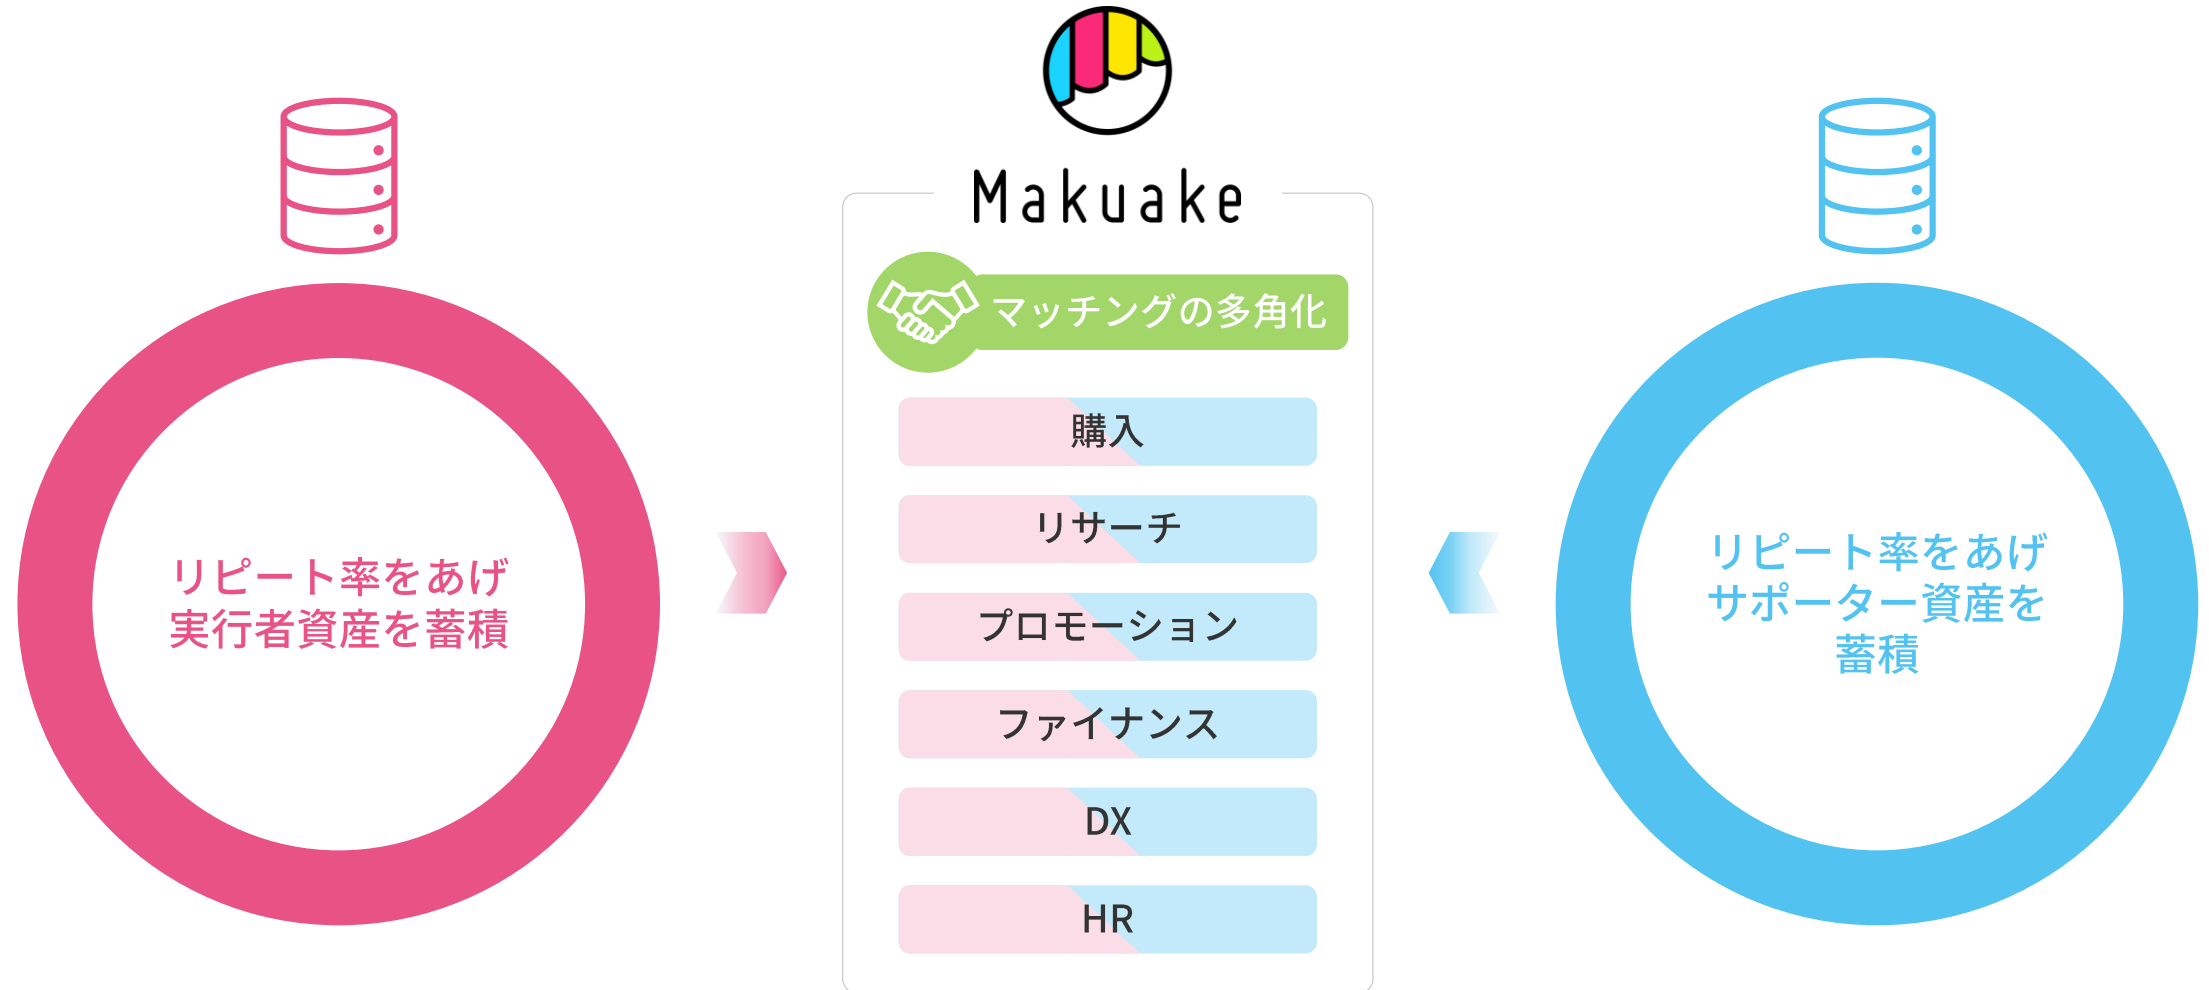 Makuake
マッチングの多角化
購入
リサーチ
プロモーション
ファイナンス
DX
HR
リピート率をあげ
実行者資産を蓄積
リピート率をあげ
サポーター資産を
蓄積